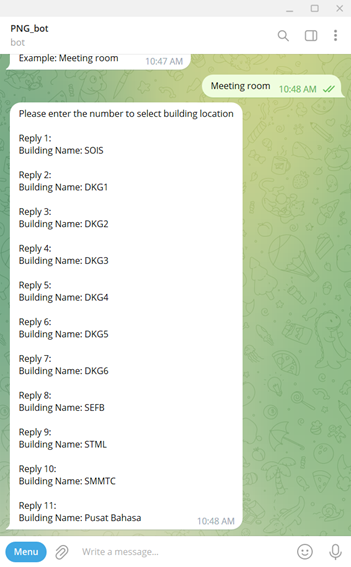 PNG_bot
bot
Example: Meeting room 10:47 AM
Meeting room 10:48 AM
Please enter the number to select building location
Reply 1:
Building Name: SOIS
Reply 2:
Building Name: DKG1
Reply 3:
Building Name: DKG2
Reply 4:
Building Name: DKG3
Reply 5:
Building Name: DKG4
Reply 6:
Building Name: DKG5
Reply 7:
Building Name: DKG6
Reply 8:
Building Name: SEFB
Reply 9:
Building Name: STML
Reply 10:
Building Name: SMMTC
Reply 11:
Building Name: Pusat Bahasa 10:48 AM
Menu Write a message...